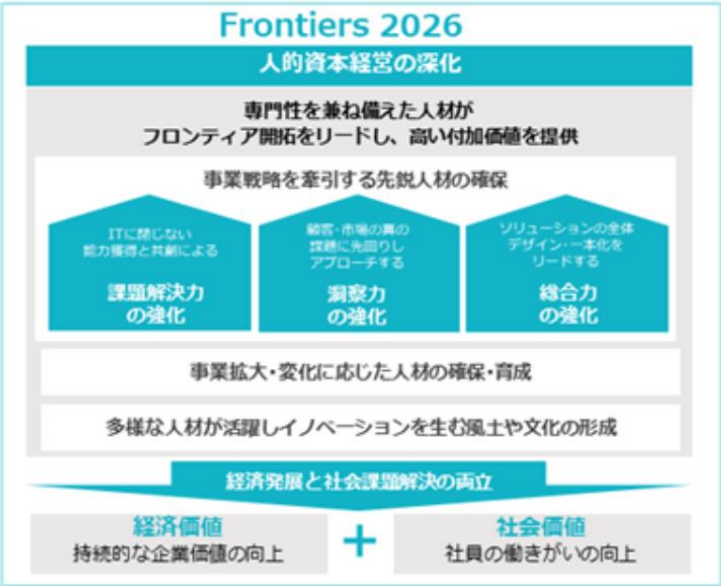 Frontiers 2026
人的資本経営の深化
専門性を兼ね備えた人材が
フロンティア開拓をリードし、高い付加価値を提供
事業戦略を牽引する先鋭人材の確保
ITに閉じない
能力獲得と共創による
課題解決力
の強化
顧客・市場の真の
課題に先回りし
アプローチする
洞察力
の強化
ソリューションの全体
デザイン・一本化を
リードする
総合力
の強化
事業拡大・変化に応じた人材の確保・育成
多様な人材が活躍しイノベーションを生む風土や文化の形成
経済発展と社会課題解決の両立
経済価値
持続的な企業価値の向上
+
社会価値
社員の働きがいの向上